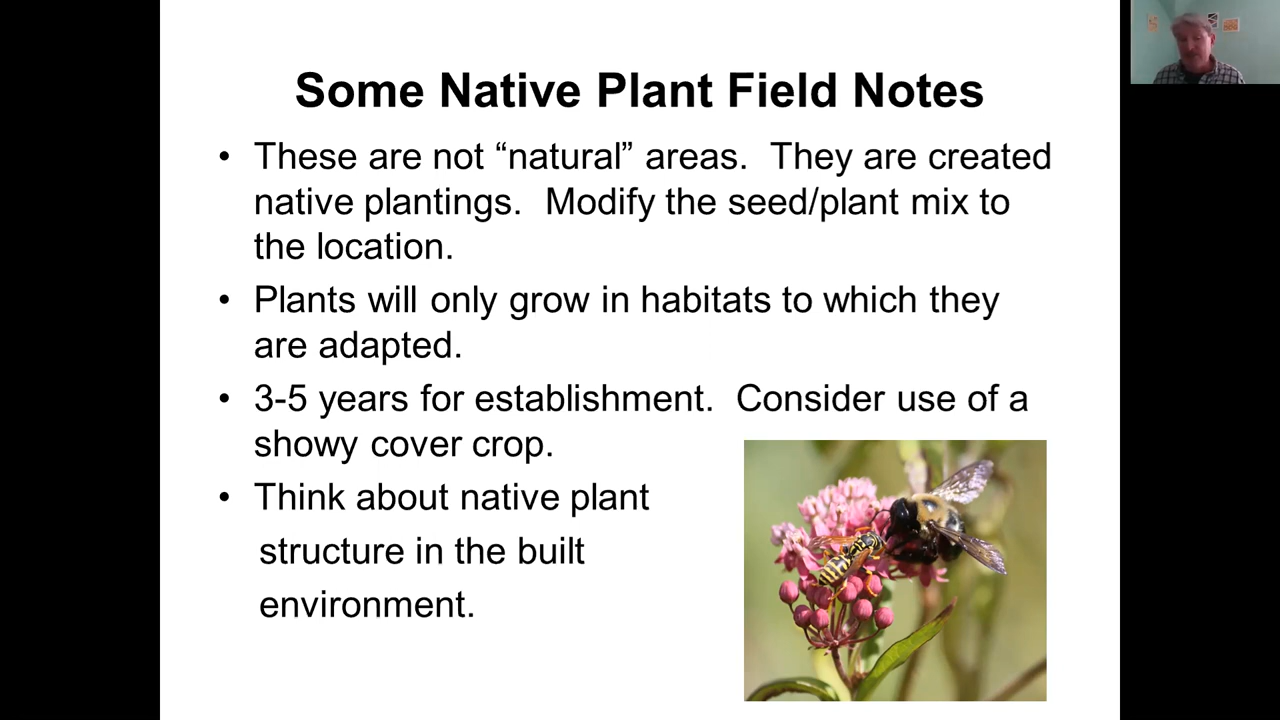 Some Native Plant Field Notes
• These are not “natural” areas.  They are created
native plantings.  Modify the seed/plant mix to
the location.
• Plants will only grow in habitats to which they
are adapted.
• 3-5 years for establishment.  Consider use of a
showy cover crop.
• Think about native plant
structure in the built
environment.